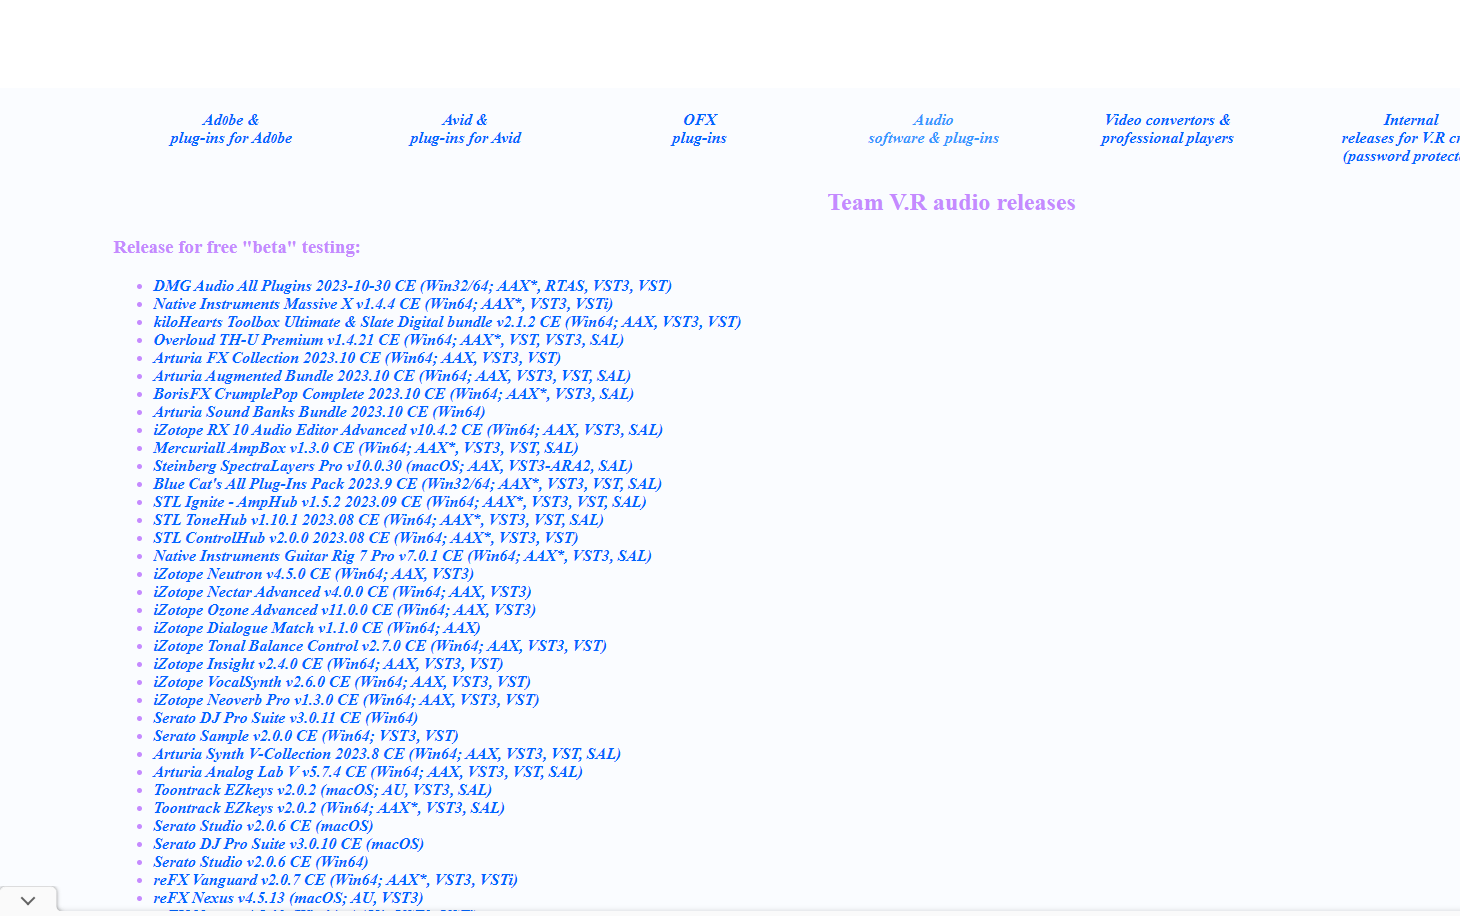 Ad0be &
plug-ins for Ad0be
Avid &
plug-ins for Avid
OFX
plug-ins
Audio
software & plug-ins
Video convertors &
professional players
Internal
releases for V.R
(password
Team V.R audio releases
Release for free "beta" testing:
DMG Audio All Plugins 2023-10-30 CE (Win32/64; AAX*, RTAS, VST3, VST)
Native Instruments Massive X v1.4.4 CE (Win64; AAX*, VST3, VSTi)
kiloHearts Toolbox Ultimate & Slate Digital bundle v2.1.2 CE (Win64; AAX, VST3, VST)
Overloud TH-U Premium v1.4.21 CE (Win64; AAX*, VST, VST3, SAL)
Arturia FX Collection 2023.10 CE (Win64; AAX, VST3, VST)
Arturia Augmented Bundle 2023.10 CE (Win64; AAX, VST3, VST, SAL)
BorisFX CrumplePop Complete 2023.10 CE (Win64; AAX*, VST3, SAL)
Arturia Sound Banks Bundle 2023.10 CE (Win64)
iZotope RX 10 Audio Editor Advanced v10.4.2 CE (Win64; AAX, VST3, SAL)
Mercuriall AmpBox v1.3.0 CE (Win64; AAX*, VST3, VST, SAL)
Steinberg SpectraLayers Pro v10.0.30 (macOS; AAX, VST3-ARA2, SAL)
Blue Cat's All Plug-Ins Pack 2023.9 CE (Win32/64; AAX*, VST3, VST, SAL)
STL Ignite - AmpHub v1.5.2 2023.09 CE (Win64; AAX*, VST3, VST, SAL)
STL ToneHub v1.10.1 2023.08 CE (Win64; AAX*, VST3, VST, SAL)
STL ControlHub v2.0.0 2023.08 CE (Win64; AAX*, VST3, VST)
Native Instruments Guitar Rig 7 Pro v7.0.1 CE (Win64; AAX*, VST3, SAL)
iZotope Neutron v4.5.0 CE (Win64; AAX, VST3)
iZotope Nectar Advanced v4.0.0 CE (Win64; AAX, VST3)
iZotope Ozone Advanced v11.0.0 CE (Win64; AAX, VST3)
iZotope Dialogue Match v1.1.0 CE (Win64; AAX)
iZotope Tonal Balance Control v2.7.0 CE (Win64; AAX, VST3, VST)
iZotope Insight v2.4.0 CE (Win64; AAX, VST3, VST)
iZotope VocalSynth v2.6.0 CE (Win64; AAX, VST3, VST)
iZotope Neoverb Pro v1.3.0 CE (Win64; AAX, VST3, VST)
Serato DJ Pro Suite v3.0.11 CE (Win64)
Serato Sample v2.0.0 CE (Win64; VST3, VST)
Arturia Synth V-Collection 2023.8 CE (Win64; AAX, VST3, VST, SAL)
Arturia Analog Lab V v5.7.4 CE (Win64; AAX, VST3, VST, SAL)
Toontrack EZkeys v2.0.2 (macOS; AU, VST3, SAL)
Toontrack EZkeys v2.0.2 (Win64; AAX*, VST3, SAL)
Serato Studio v2.0.6 CE (macOS)
Serato DJ Pro Suite v3.0.10 CE (macOS)
Serato Studio v2.0.6 CE (Win64)
reFX Vanguard v2.0.7 CE (Win64; AAX*, VST3, VSTi)
reFX Nexus v4.5.13 (macOS; AU, VST3)